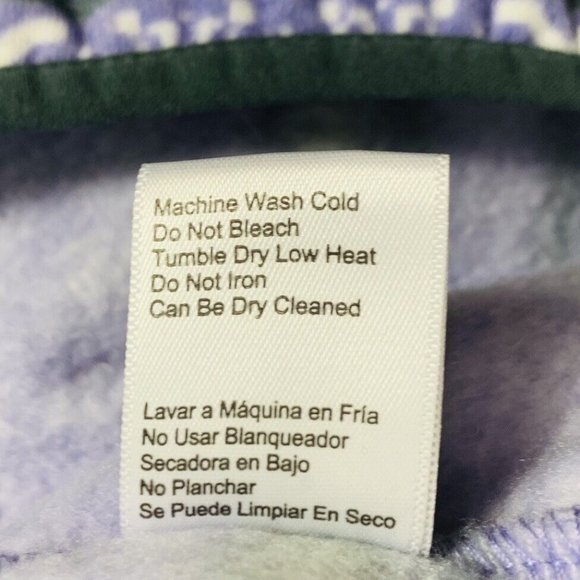 Machine Wash Cold
Do Not Bleach
Tumble Dry Low Heat
Do Not Iron
Can Be Dry Cleaned
Lavar a Máquina en Fría
No Usar Blanqueador
Secadora en Bajo
No Planchar
Se Puede Limpiar En Seco